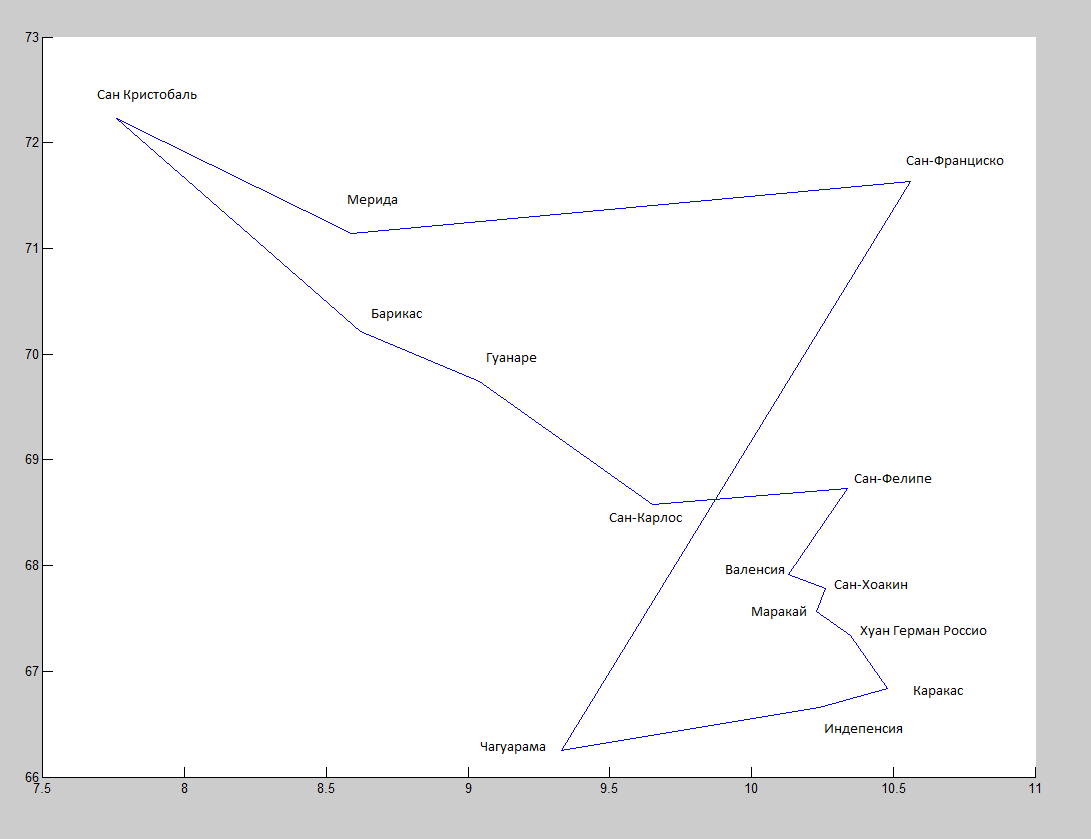 73
Сан Кристобаль
72
Сан-Франциско
Мерида
71
Барикас
70
Гуанаре
69
Сан-Фелипе
Сан-Карлос
68
Валенсия
Сан-Хоакин
Маракай
Хуан Герман Россио
67
Каракас
Индепенсия
Чагуарама
66
7.5 8 8.5 9 9.5 10 10.5 11